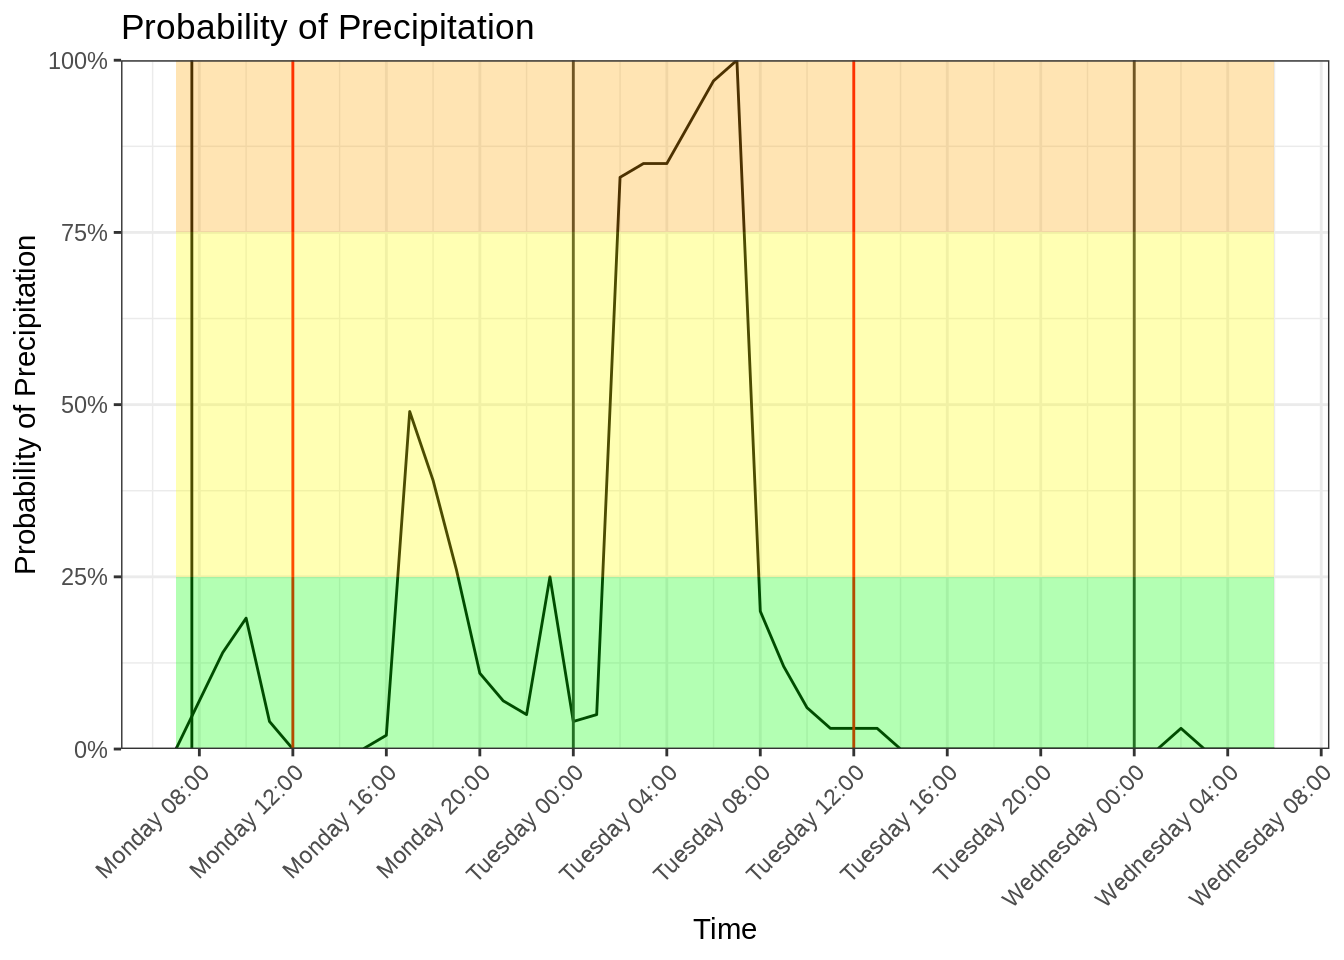 Probability of Precipitation
Probability of Precipitation
100%
75%
50%
25%
0%
Monday 08:00
Monday 12:00
Monday 16:00
Monday 20:00
Tuesday 00:00
Tuesday 04:00
Tuesday 08:00
Tuesday 12:00
Tuesday 16:00
Tuesday 20:00
Wednesday 00:00
Wednesday 04:00
Wednesday 08:00
Time